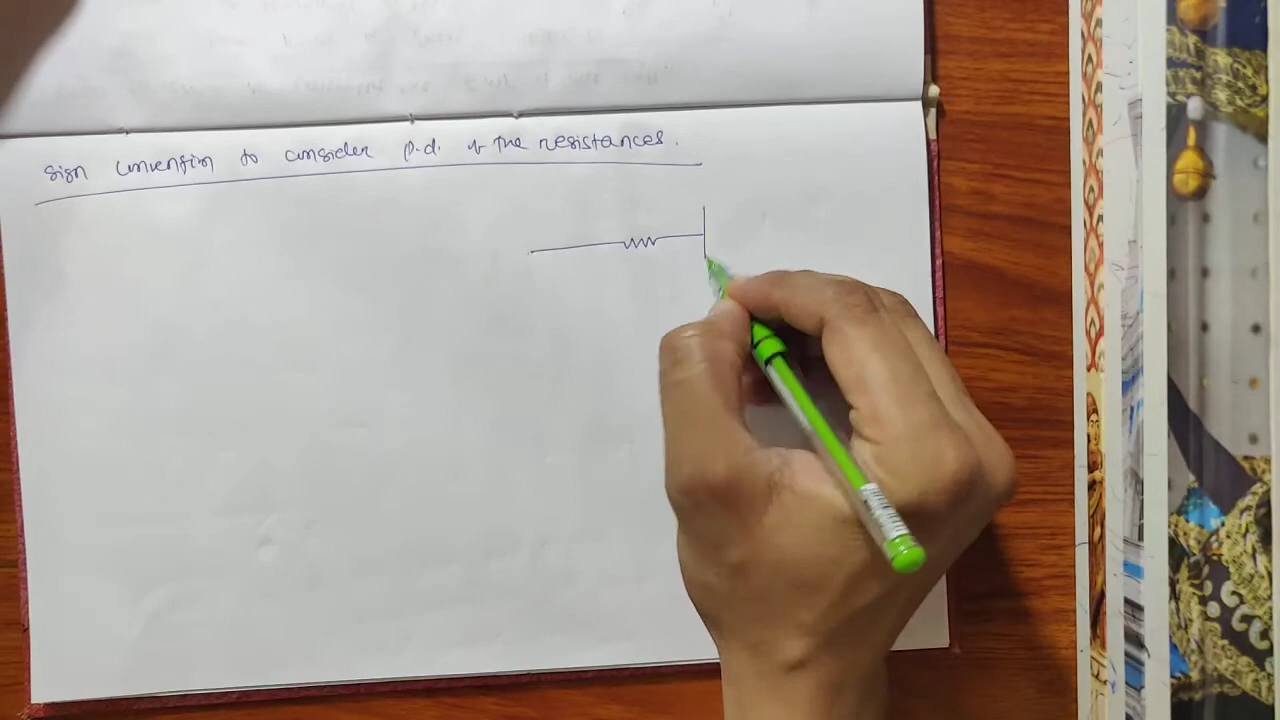 Sign convention to consider p.d. of the resistances.